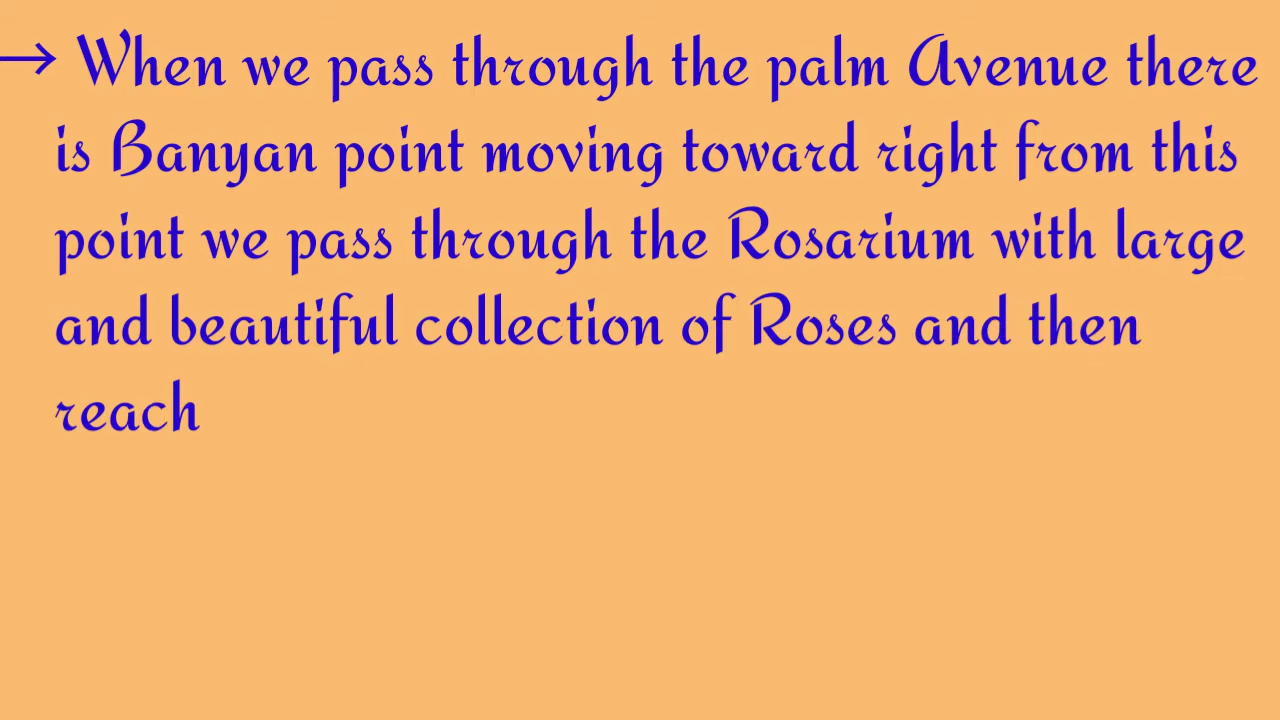 → When we pass through the palm Avenue there
is Banyan point moving toward right from this
point we pass through the Rosarium with large
and beautiful collection of Roses and then
reach